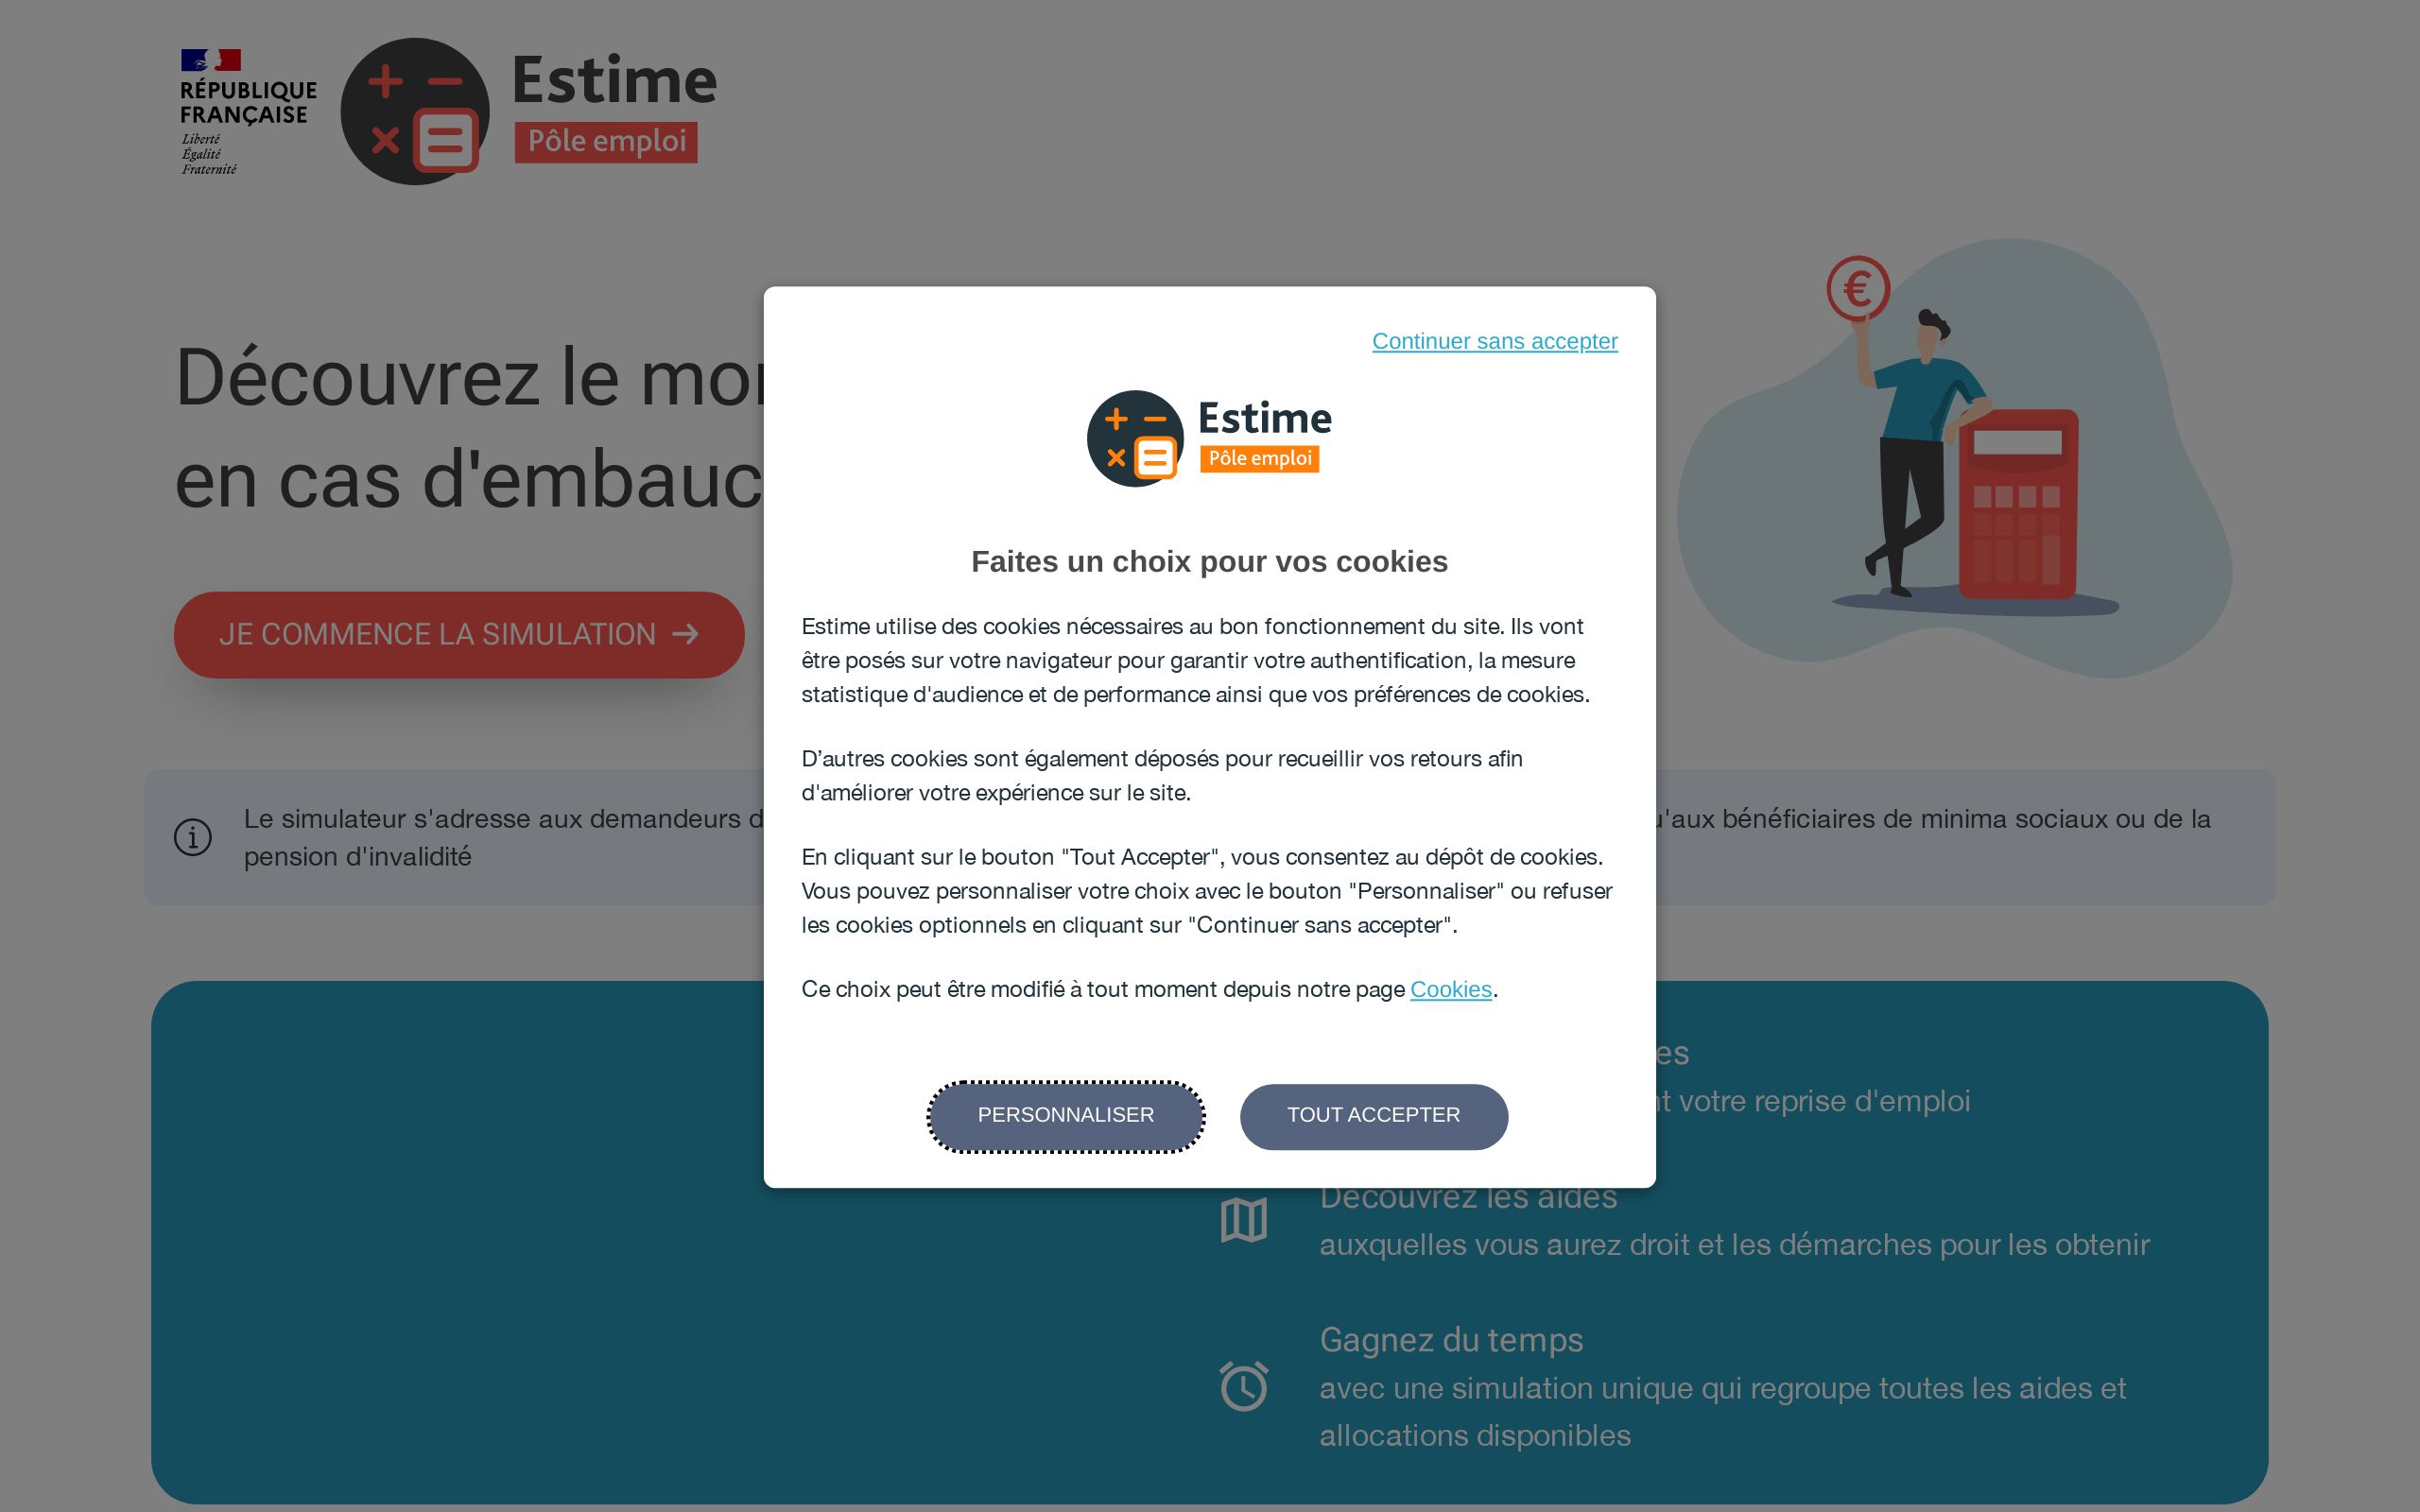 RÉPUBLIQUE
FRANÇAISE
Liberté
Égalité
Fraternité
Estime
Pôle emploi
Découvrez le
en cas
JE COMMENCE LA SIMULATION
Continuer sans accepter
Estime
Pôle emploi
Faites un choix pour vos cookies
Estime utilise des cookies nécessaires au bon fonctionnement du site. Ils vont
être posés sur votre navigateur pour garantir votre authentification, la mesure
statistique d'audience et de performance ainsi que vos préférences de cookies.
D’autres cookies sont également déposés pour recueillir vos retours afin
d'améliorer votre expérience sur le site.
En cliquant sur le bouton "Tout Accepter", vous consentez au dépôt de cookies.
Vous pouvez personnaliser votre choix avec le bouton "Personnaliser" ou refuser
les cookies optionnels en cliquant sur "Continuer sans accepter".
Ce choix peut être modifié à tout moment depuis notre page Cookies.
PERSONNALISER
TOUT ACCEPTER
Le simulateur s'adresse aux demandeurs
qu'aux bénéficiaires de minima sociaux ou de la
pension d'invalidité
votre reprise d'emploi
Découvrez les aides
auxquelles vous aurez droit et les démarches pour les obtenir
Gagnez du temps
avec une simulation unique qui regroupe toutes les aides et
allocations disponibles